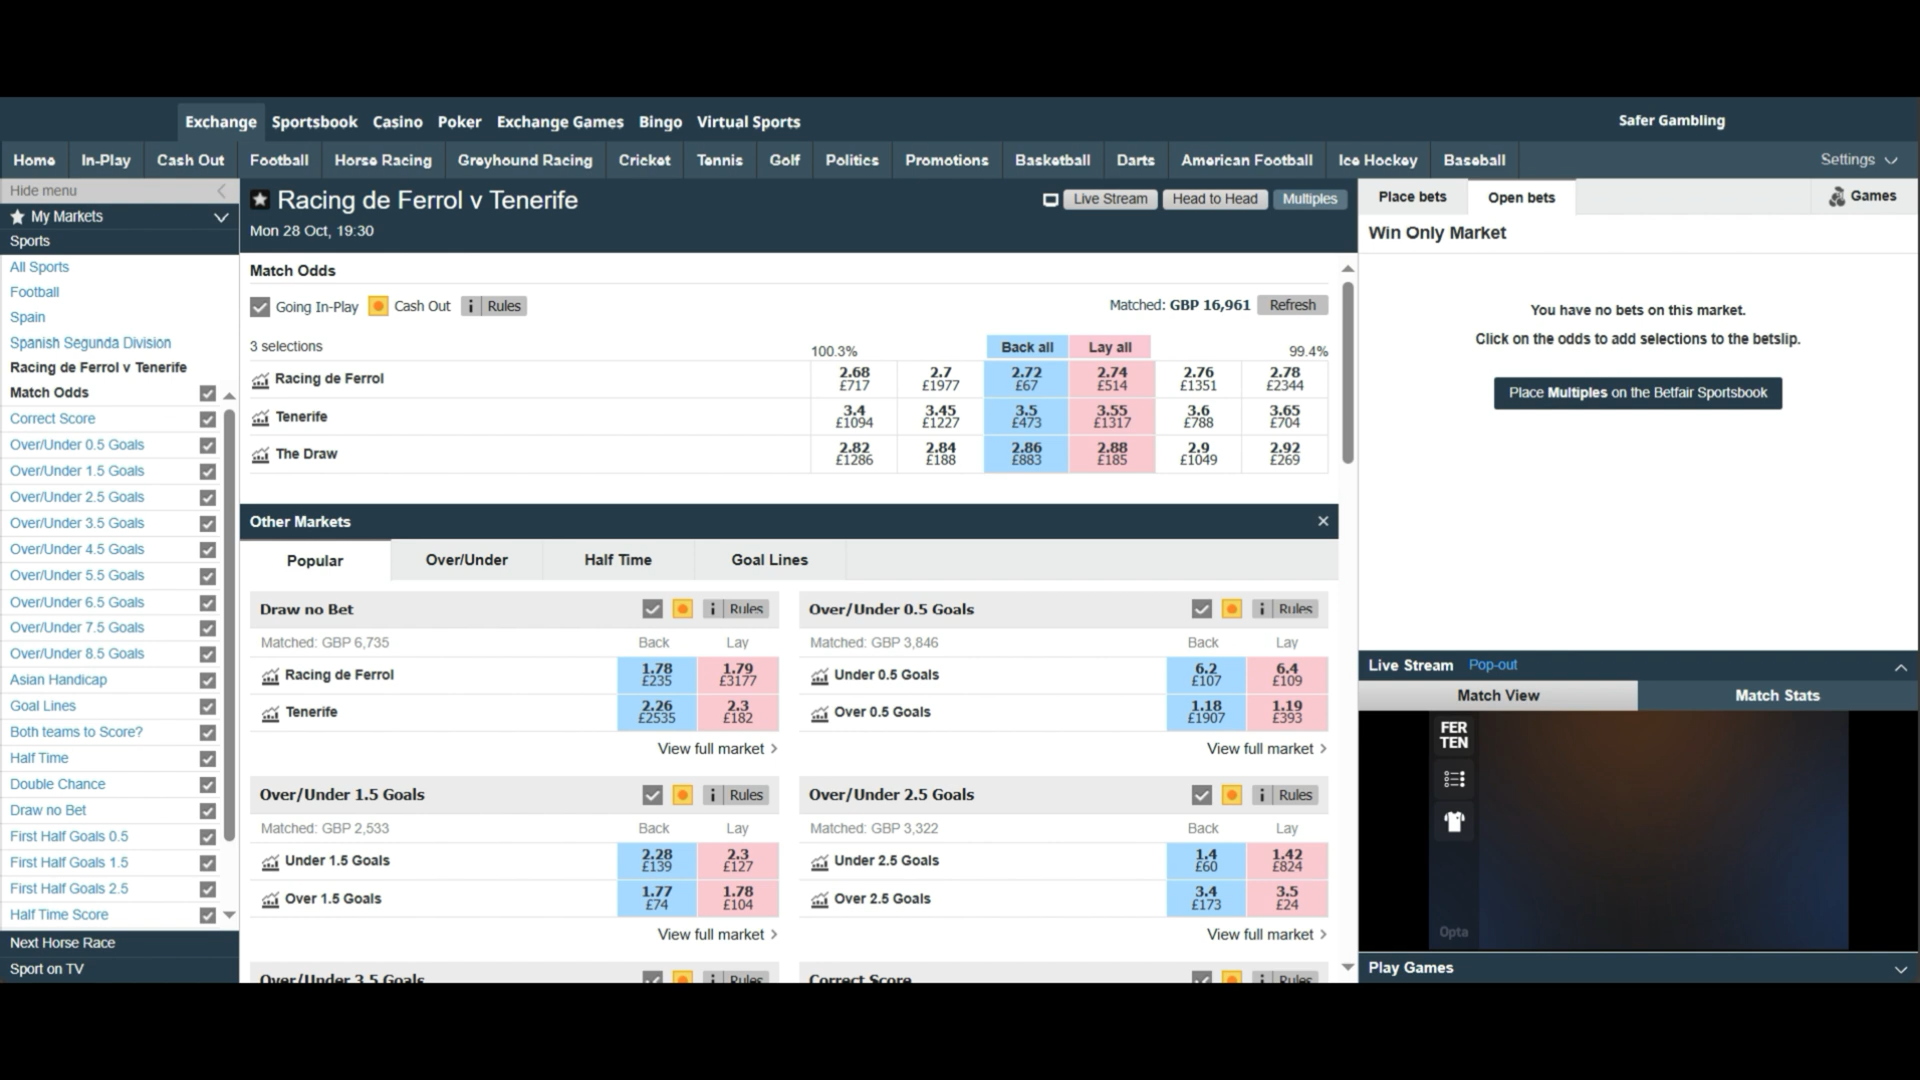 Exchange Sportsbook Casino Poker Exchange Games Bingo Virtual Sports
Safer Gambling
Home In-Play Cash Out Football Horse Racing Greyhound Racing Cricket Tennis Golf Politics Promotions Basketball Darts American Football Ice Hockey Baseball
Settings
Hide menu
My Markets
Sports
All Sports
Football
Spain
Spanish Segunda Division
Racing de Ferrol v Tenerife
Match Odds
Correct Score
Over/Under 0.5 Goals
Over/Under 1.5 Goals
Over/Under 2.5 Goals
Over/Under 3.5 Goals
Over/Under 4.5 Goals
Over/Under 5.5 Goals
Over/Under 6.5 Goals
Over/Under 7.5 Goals
Over/Under 8.5 Goals
Asian Handicap
Goal Lines
Both teams to Score?
Half Time
Double Chance
Draw no Bet
First Half Goals 0.5
First Half Goals 1.5
First Half Goals 2.5
Half Time Score
Next Horse Race
Sport on TV
Racing de Ferrol v Tenerife
Live Stream Head to Head Multiples
Mon 28 Oct, 19:30
Match Odds
Going In-Play Cash Out i Rules
Matched: GBP 16,961 Refresh
3 selections 100.3% Back all Lay all 99.4%
Racing de Ferrol 2.68 2.7 2.72 2.74 2.76 2.78
£717 £1977 £67 £514 £1351 £2344
Tenerife 3.4 3.45 3.5 3.55 3.6 3.65
£1094 £1227 £473 £1317 £788 £704
The Draw 2.82 2.84 2.86 2.88 2.9 2.92
£1286 £188 £883 £185 £1049 £269
Other Markets
Popular Over/Under Half Time Goal Lines
Draw no Bet i Rules
Matched: GBP 6,735 Back Lay
Racing de Ferrol 1.78 1.79
£235 £3177
Tenerife 2.26 2.3
£2535 £182
View full market
Over/Under 0.5 Goals i Rules
Matched: GBP 3,846 Back Lay
Under 0.5 Goals 6.2 6.4
£107 £109
Over 0.5 Goals 1.18 1.19
£1907 £393
View full market
Over/Under 1.5 Goals i Rules
Matched: GBP 2,533 Back Lay
Under 1.5 Goals 2.28 2.3
£139 £127
Over 1.5 Goals 1.77 1.78
£74 £104
View full market
Over/Under 2.5 Goals i Rules
Matched: GBP 3,322 Back Lay
Under 2.5 Goals 1.4 1.42
£60 £824
Over 2.5 Goals 3.4 3.5
£173 £24
View full market
Over/Under 3.5 Goals i Rules
Correct Score i Rules
Place bets Open bets Games
Win Only Market
You have no bets on this market.
Click on the odds to add selections to the betslip.
Place Multiples on the Betfair Sportsbook
Live Stream Pop-out
Match View Match Stats
FER
TEN
Opta
Play Games